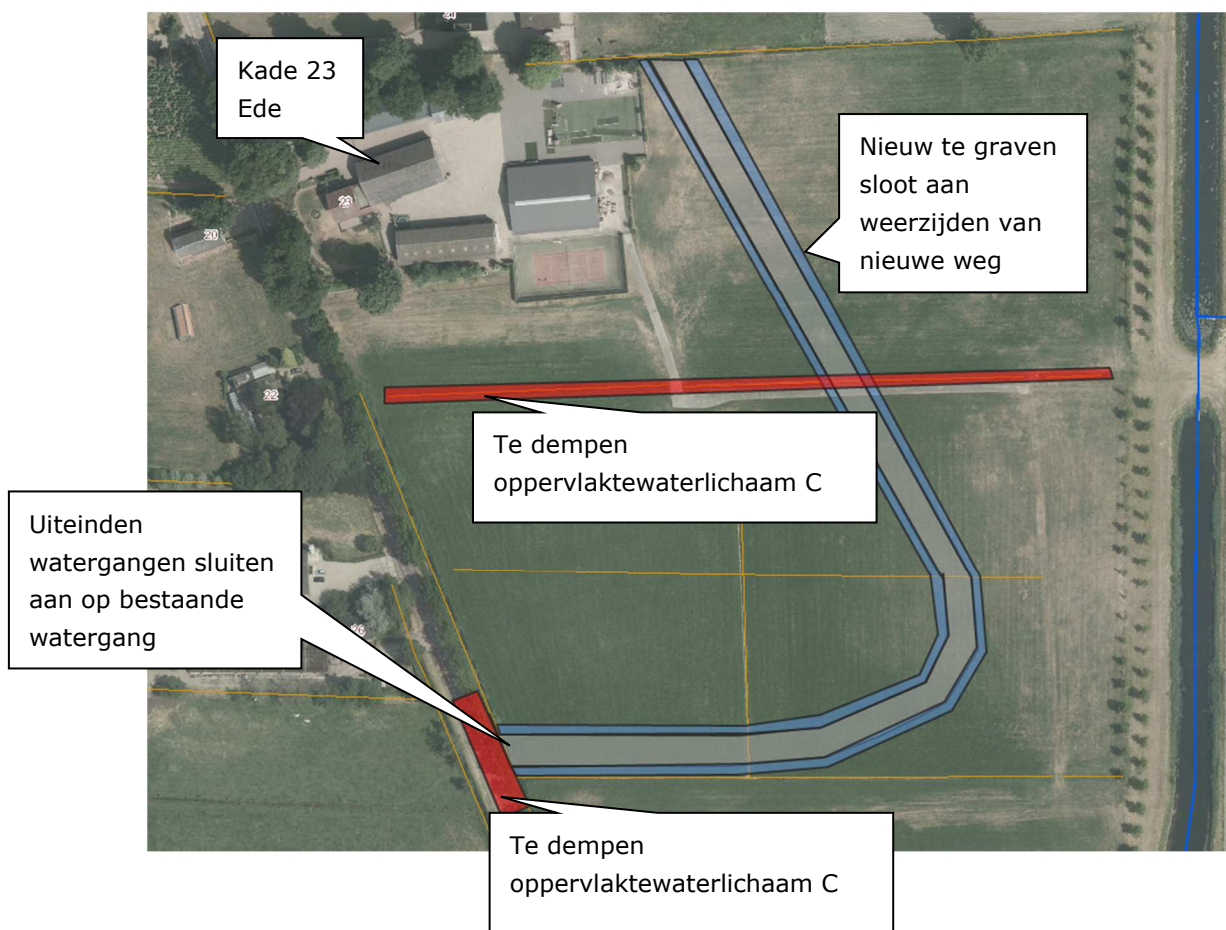 Kade 23
Ede
Nieuw te graven
sloot aan
weerzijden van
nieuwe weg
23
20
22
Te dempen
oppervlaktewaterlichaam C
Uiteinden
watergangen sluiten
aan op bestaande
watergang
26
Te dempen
oppervlaktewaterlichaam C